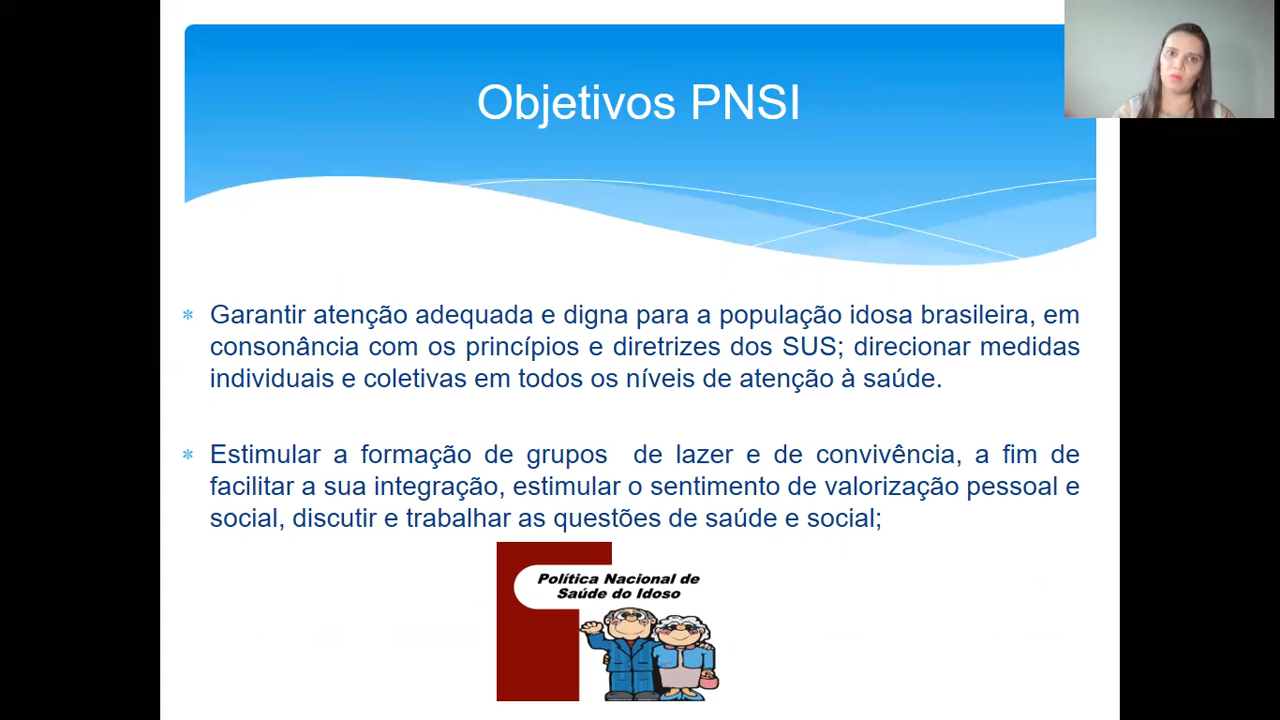 Objetivos PNSI
* Garantir atenção adequada e digna para a população idosa brasileira, em
consonância com os princípios e diretrizes dos SUS; direcionar medidas
individuais e coletivas em todos os níveis de atenção à saúde.
* Estimular a formação de grupos de lazer e de convivência, a fim de
facilitar a sua integração, estimular o sentimento de valorização pessoal e
social, discutir e trabalhar as questões de saúde e social;
Política Nacional de
Saúde do Idoso